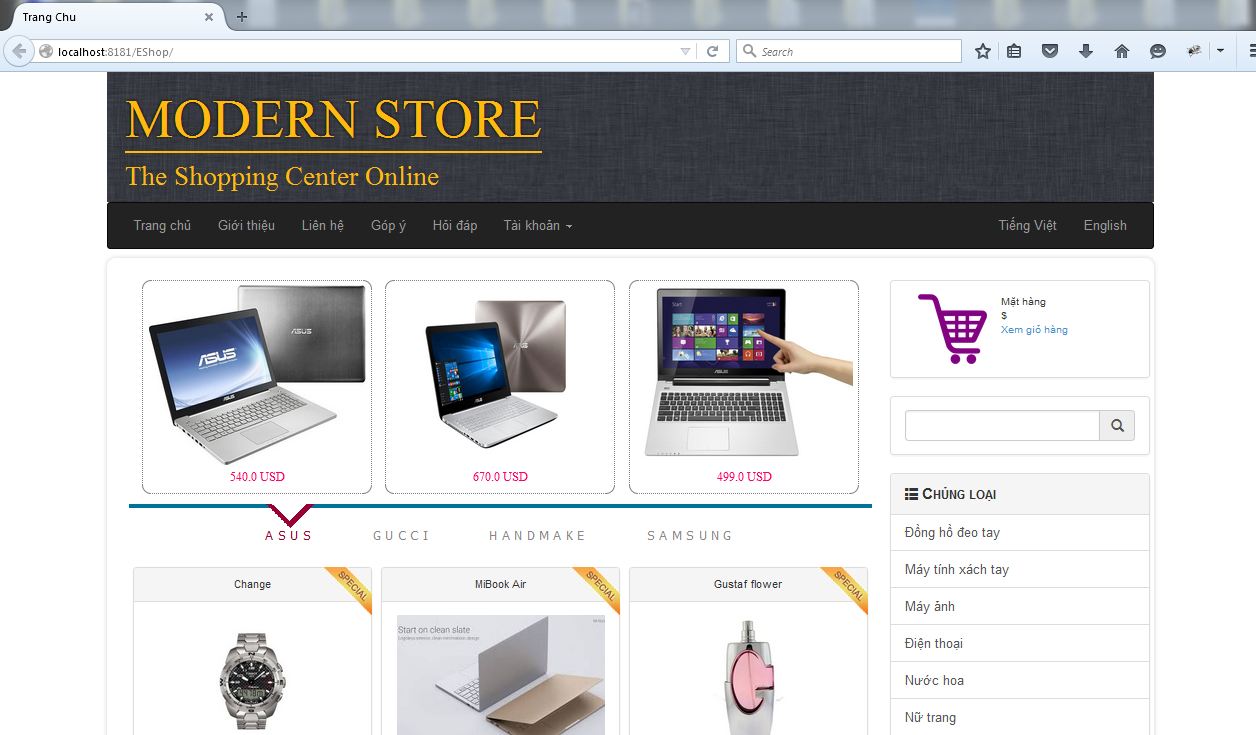 Trang Chu
localhost:8181/EShop/
Search
MODERN STORE
The Shopping Center Online
Trang chủ Giới thiệu Liên hệ Góp ý Hỏi đáp Tài khoản Tiếng Việt English
ASUS
ASUS
ASUS
ASUS
Start
ASUS
540.0 USD 670.0 USD 499.0 USD
Mặt hàng
$
Xem giỏ hàng
ASUS GUCCI HANDMAKE SAMSUNG
CHỦNG LOẠI
Đồng hồ đeo tay
Máy tính xách tay
Máy ảnh
Điện thoại
Nước hoa
Nữ trang
Change
SPECIAL
MiBook Air
SPECIAL
Gustaf flower
SPECIAL
Start on clean slate